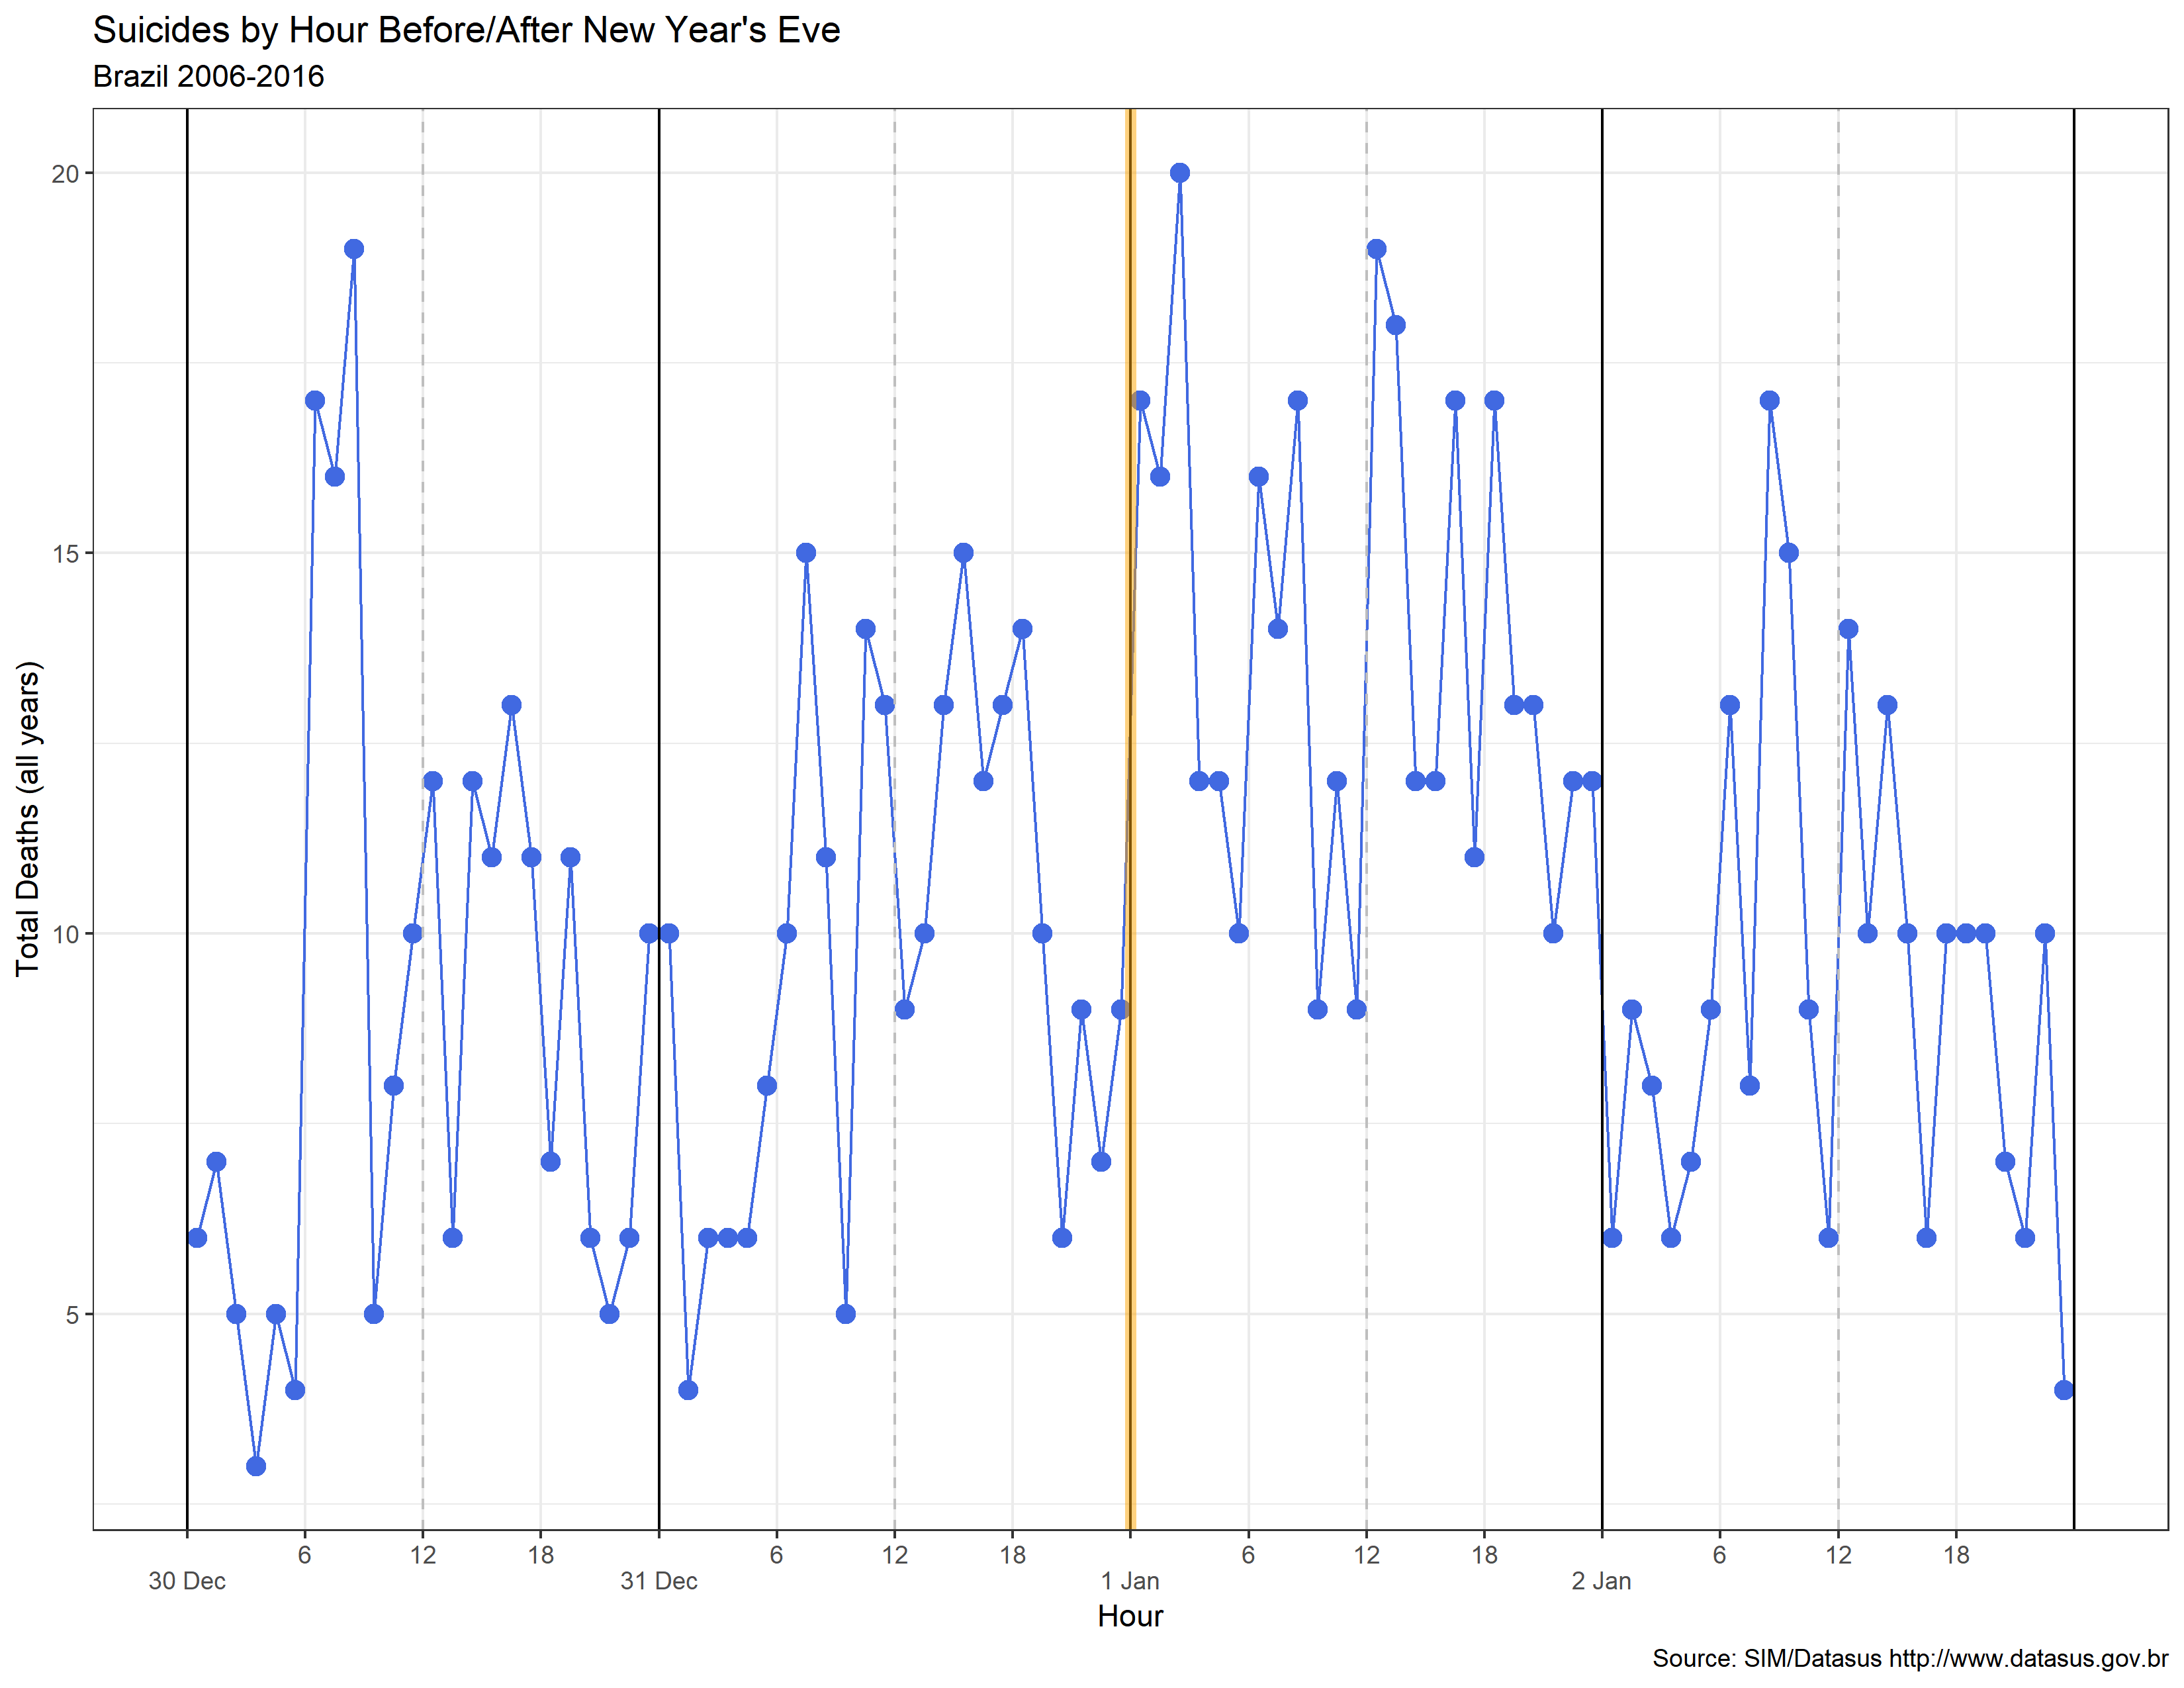 Suicides by Hour Before/After New Year's Eve
Brazil 2006-2016
Total Deaths (all years)
20
15
10
5
6 12 18 6 12 18 6 12 18 6 12 18
30 Dec 31 Dec 1 Jan 2 Jan
Hour
Source: SIM/Datasus http://www.datasus.gov.br